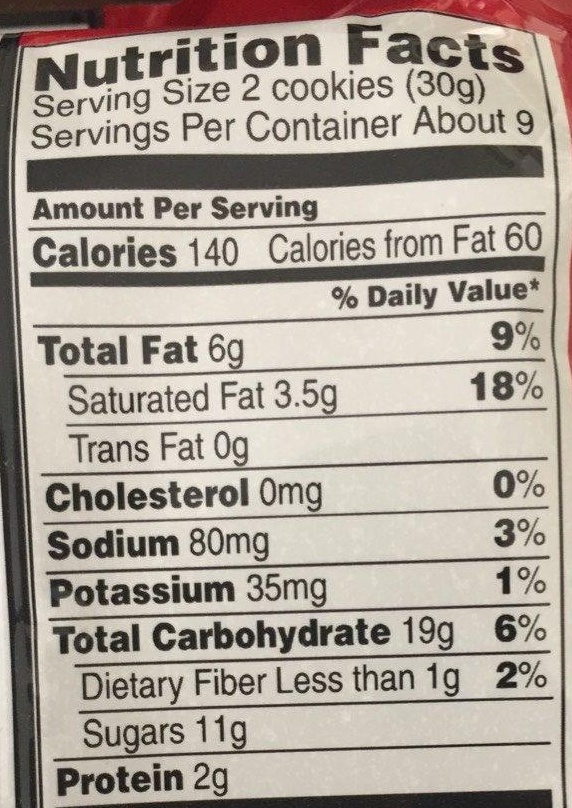 Nutrition Facts
Serving Size 2 cookies (30g)
Servings Per Container About 9
Amount Per Serving
Calories 140 Calories from Fat 60
% Daily Value*
Total Fat 6g 9%
Saturated Fat 3.5g 18%
Trans Fat 0g
Cholesterol 0mg 0%
Sodium 80mg 3%
Potassium 35mg 1%
Total Carbohydrate 19g 6%
Dietary Fiber Less than 1g 2%
Sugars 11g
Protein 2g